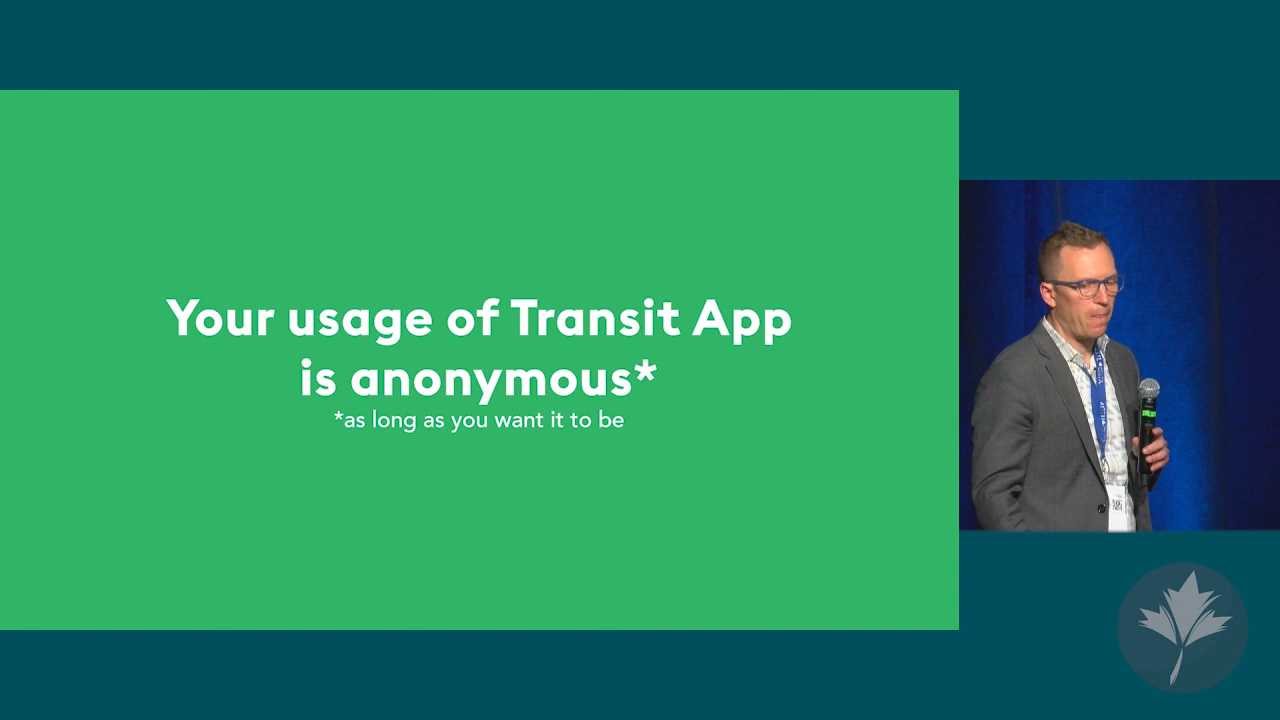 Your usage of Transit App
is anonymous*
*as long as you want it to be